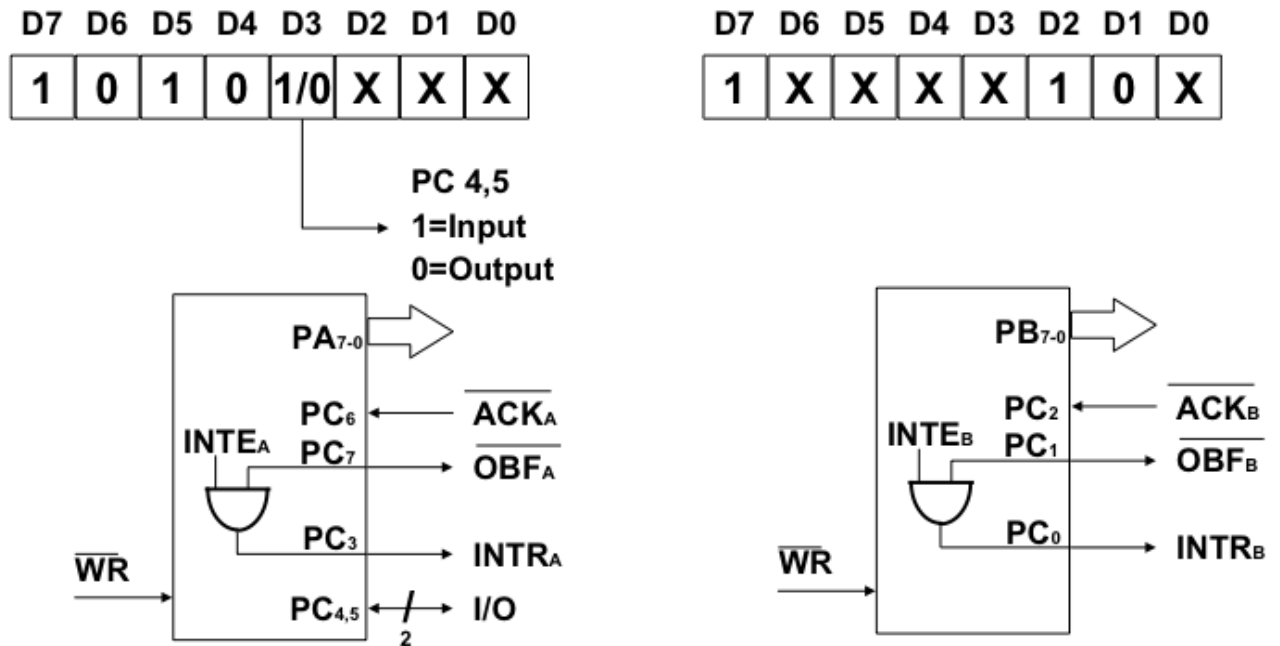 D7 D6 D5 D4 D3 D2 D1 D0
1 0 1 0 1/0 X X X
PC 4,5
1=Input
0=Output
PA7-0
PC6 ACKA
INTEA
PC7 OBFA
PC3 INTRA
WR
PC4,5 I/O
2
D7 D6 D5 D4 D3 D2 D1 D0
1 X X X X 1 0 X
PB7-0
PC2 ACKB
INTEB
PC1 OBFB
PC0 INTRB
WR